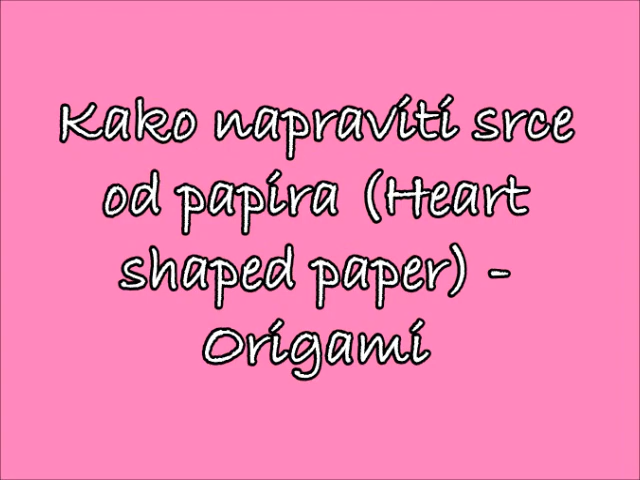 Kako napraviti srce
od papira (Heart
shaped paper) -
Origami